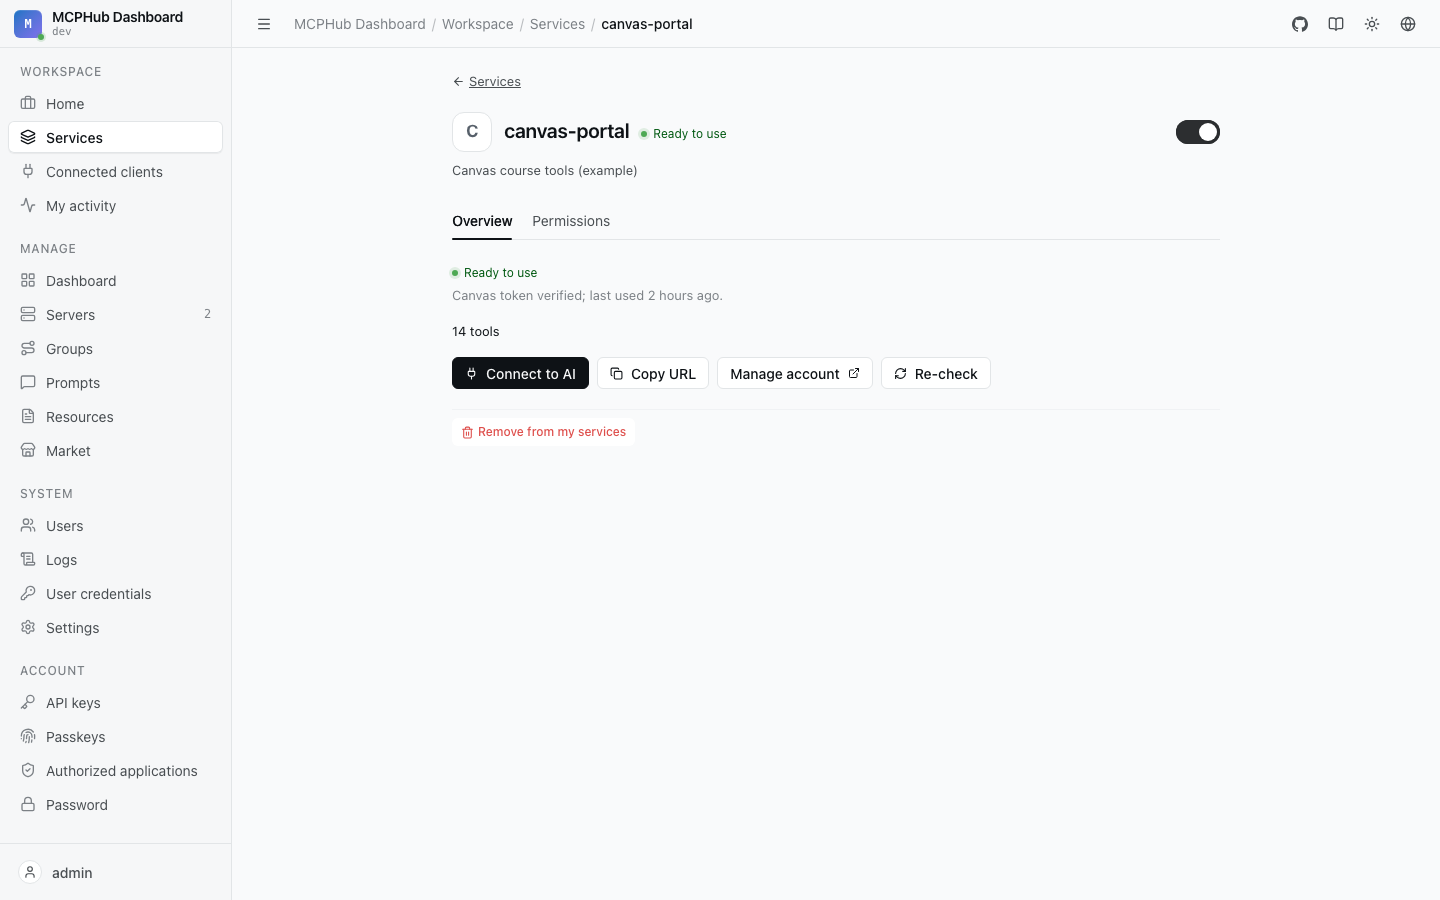 M
MCPHub Dashboard
dev
WORKSPACE
Home
Services
Connected clients
My activity
MANAGE
Dashboard
Servers 2
Groups
Prompts
Resources
Market
SYSTEM
Users
Logs
User credentials
Settings
ACCOUNT
API keys
Passkeys
Authorized applications
Password
admin
MCPHub Dashboard / Workspace / Services / canvas-portal
← Services
C
canvas-portal Ready to use
Canvas course tools (example)
Overview Permissions
Ready to use
Canvas token verified; last used 2 hours ago.
14 tools
Connect to AI Copy URL Manage account Re-check
Remove from my services